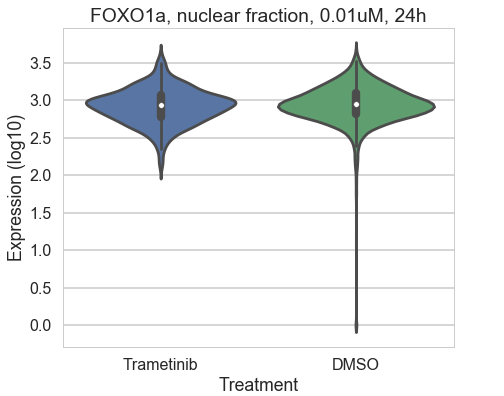 FOXO1a, nuclear fraction, 0.01uM, 24h
Expression (log10)
3.5
3.0
2.5
2.0
1.5
1.0
0.5
0.0
Trametinib DMSO
Treatment